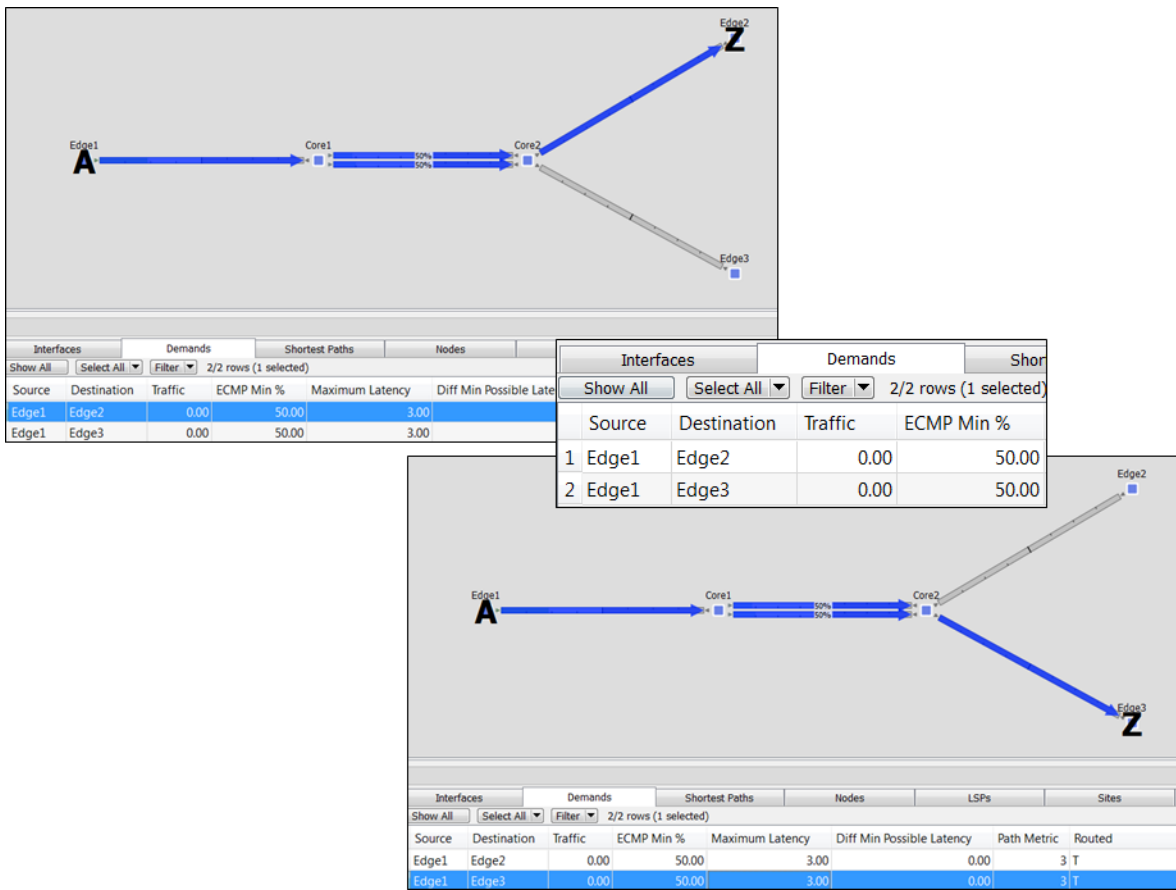 Edge2
Z
Edge1
A
Core1
50%
50%
Core2
Edge3
Interfaces Demands Shortest Paths Nodes
Show All Select All Filter 2/2 rows (1 selected)
Source Destination Traffic ECMP Min % Maximum Latency Diff Min Possible Late
Edge1 Edge2 0.00 50.00 3.00
Edge1 Edge3 0.00 50.00 3.00
Interfaces Demands Shor
Show All Select All Filter 2/2 rows (1 selected)
Source Destination Traffic ECMP Min %
1 Edge1 Edge2 0.00 50.00
2 Edge1 Edge3 0.00 50.00
Edge2
Edge1
A
Core1
50%
50%
Core2
Edge3
Z
Interfaces Demands Shortest Paths Nodes LSPs Sites
Show All Select All Filter 2/2 rows (1 selected)
Source Destination Traffic ECMP Min % Maximum Latency Diff Min Possible Latency Path Metric Routed
Edge1 Edge2 0.00 50.00 3.00 0.00 3 T
Edge1 Edge3 0.00 50.00 3.00 0.00 3 T